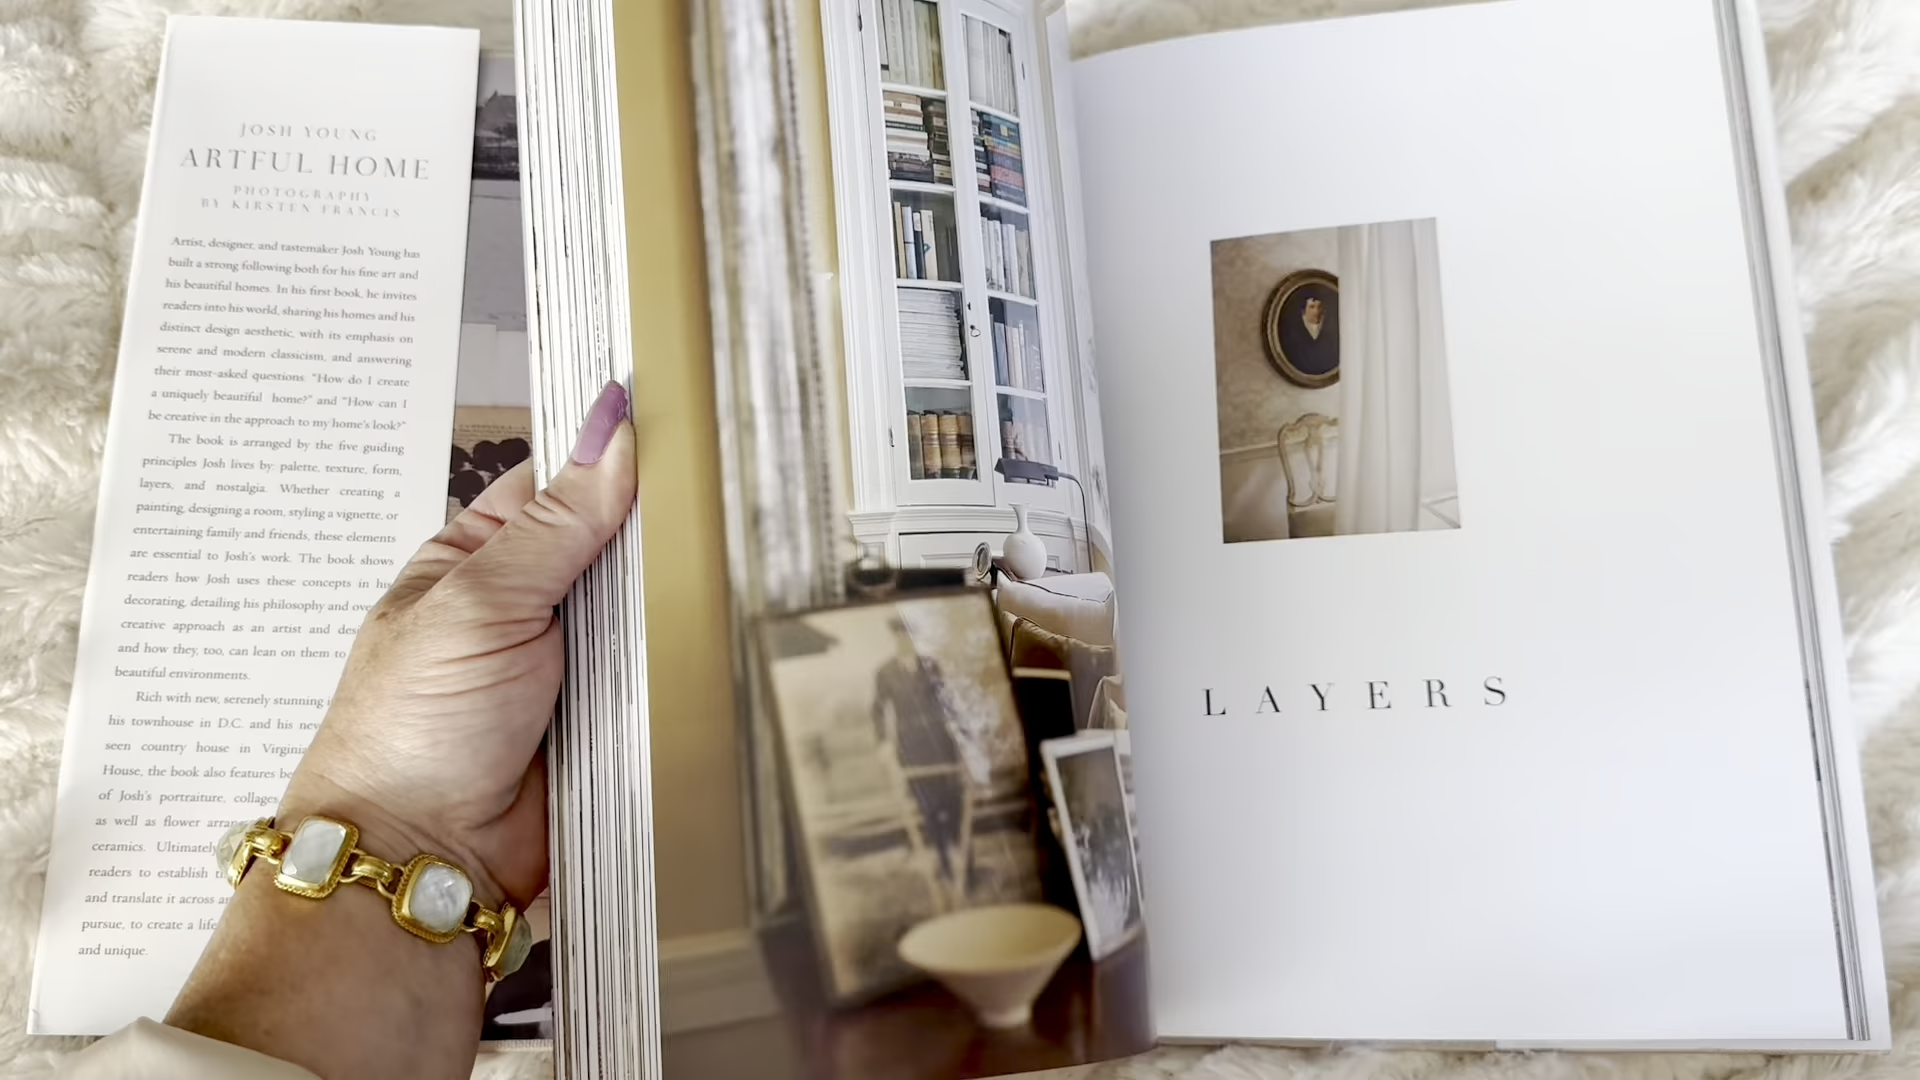 JOSH YOUNG
ARTFUL HOME
PHOTOGRAPHY
BY KIRSTEN FRANCIS
Artist, designer, and tastemaker Josh Young has
built a strong following both for his fine art and
his beautiful homes. In his first book, he invites
readers into his world, sharing his homes and his
distinct design aesthetic, with its emphasis on
serene and modern classicism, and answering
their most-asked questions: "How do I create
a uniquely beautiful home?" and "How can I
be creative in the approach to my home's look?"
The book is arranged by the five guiding
principles Josh lives by: palette, texture, form,
layers, and nostalgia. Whether creating a
painting, designing a room, styling a vignette, or
entertaining family and friends, these elements
are essential to Josh's work. The book shows
readers how Josh uses these concepts in his
decorating, detailing his philosophy and
creative approach as an artist and
and how they, too, can lean on them to
beautiful environments.
Rich with new, serenely stunning
his townhouse in D.C. and his
seen country house in Virginia
House, the book also features
of Josh's portraiture, collages
as well as flower
ceramics. Ultimately
readers to establish
and translate it across
pursue, to create a life
and unique.
LAYERS